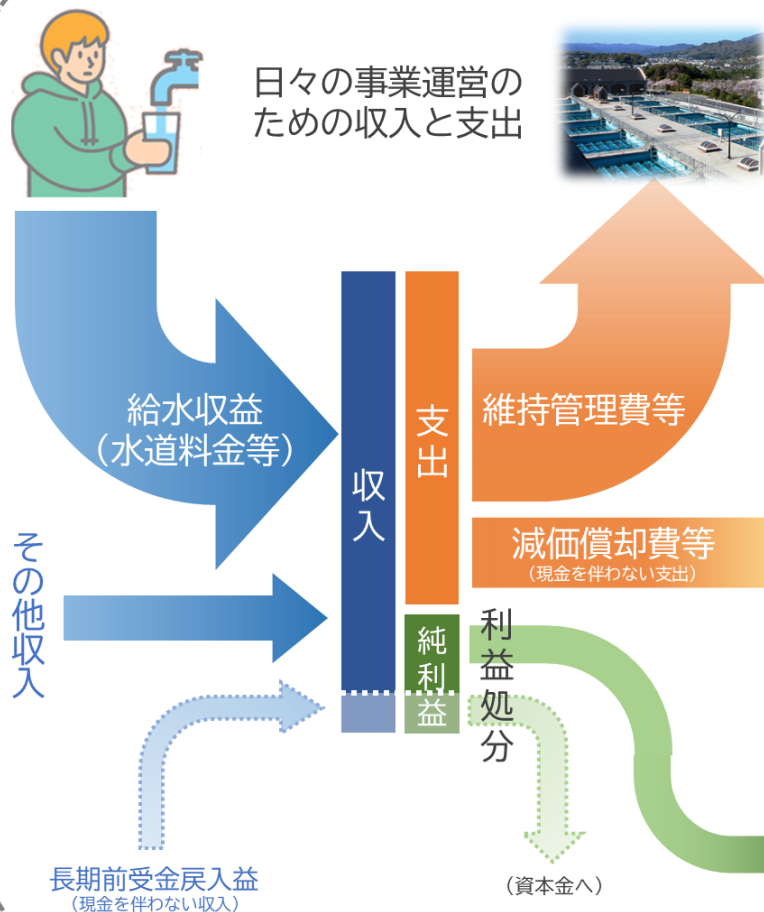 日々の事業運営の
ための収入と支出
給水収益
（水道料金等）
収入
支出
維持管理費等
減価償却費等
（現金を伴わない支出）
その他収入
純利益
利益処分
長期前受金戻入益
（現金を伴わない収入）
（資本金へ）